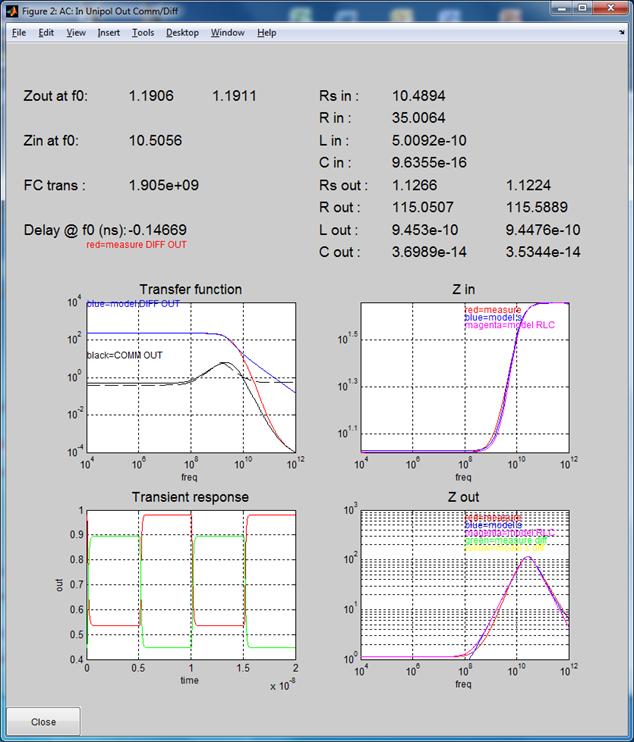 Figure 2: AC: In Unipol Out Comm/Diff
File Edit View Insert Tools Desktop Window Help
Zout at f0: 1.1906 1.1911
Zin at f0: 10.5056
FC trans : 1.905e+09
Delay @ f0 (ns): -0.14669
red=measure DIFF OUT
Rs in : 10.4894
R in : 35.0064
L in : 5.0092e-10
C in : 9.6355e-16
Rs out : 1.1266 1.1224
R out : 115.0507 115.5889
L out : 9.453e-10 9.4476e-10
C out : 3.6989e-14 3.5344e-14
Transfer function
blue=model DIFF OUT
black=COMM OUT
10^4
10^2
10^0
10^-2
10^-4
10^4 10^6 10^8 10^10 10^12
freq
Z in
red=measure
blue=model s
magenta=model RLC
10^1.5
10^1.3
10^1.1
10^4 10^6 10^8 10^10 10^12
freq
Transient response
1
0.9
0.8
0.7
0.6
0.5
0.4
out
0 0.5 1 1.5 2
time
x 10^-8
Z out
red=measure
blue=model s
magenta=model RLC
green=measure diff
10^3
10^2
10^1
10^0
10^4 10^6 10^8 10^10 10^12
freq
Close